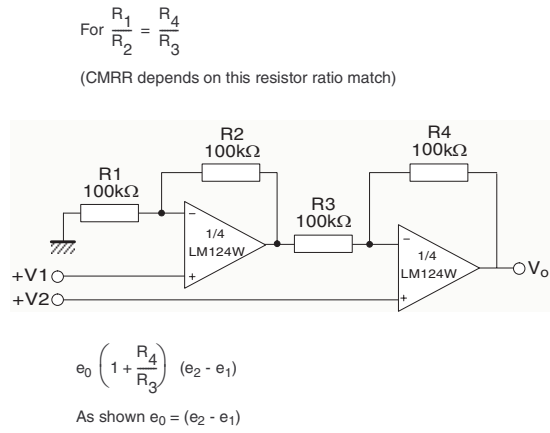 For R1/R2 = R4/R3
(CMRR depends on this resistor ratio match)
R1
100kΩ
R2
100kΩ
R3
100kΩ
R4
100kΩ
-
+
1/4
LM124W
-
+
1/4
LM124W
+V1
+V2
Vo
e0 (1 + R4/R3) (e2 - e1)
As shown e0 = (e2 - e1)